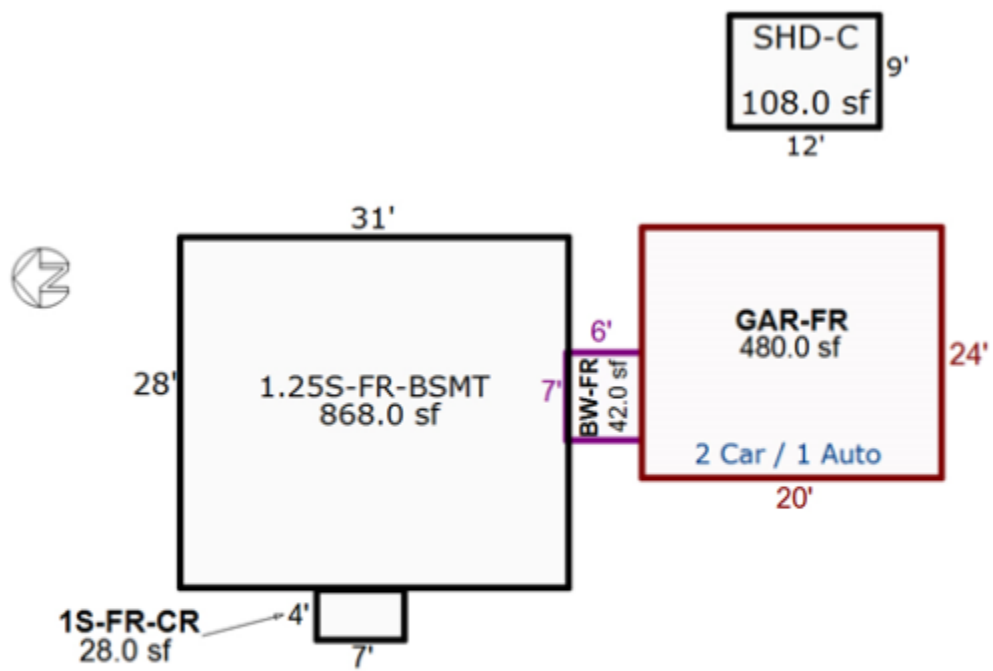 SHD-C
9'
108.0 sf
12'
31'
N
GAR-FR
480.0 sf
6'
24'
28'
1.25S-FR-BSMT
868.0 sf
7'
BW-FR
42.0 sf
2 Car / 1 Auto
20'
1S-FR-CR
28.0 sf
4'
7'